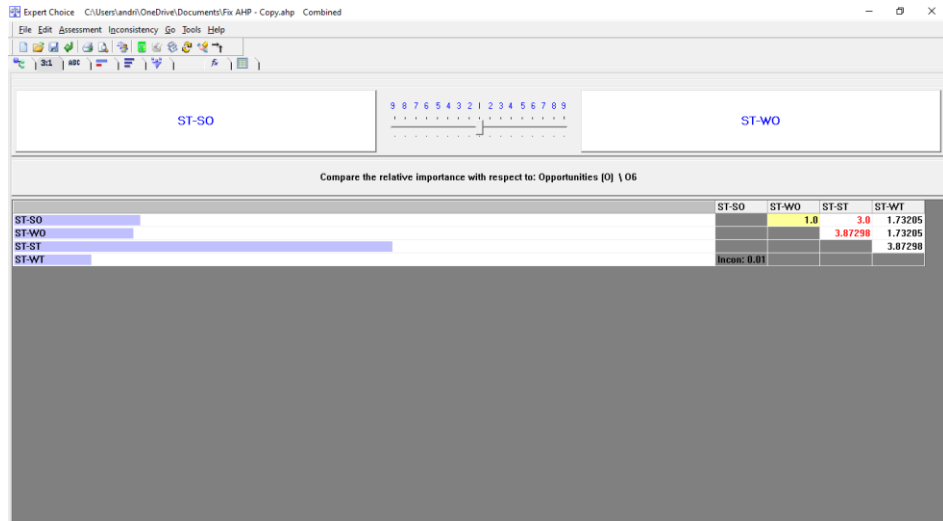 Expert Choice C:\Users\andri\OneDrive\Documents\Fix AHP - Copy.ahp Combined
File Edit Assessment Inconsistency Go Tools Help
3:1 ABC fx
9 8 7 6 5 4 3 2 1 2 3 4 5 6 7 8 9
ST-SO ST-WO
Compare the relative importance with respect to: Opportunities (O) \ O6
ST-SO ST-WO ST-ST ST-WT
ST-SO 1.0 3.0 1.73205
ST-WO 3.87298 1.73205
ST-ST 3.87298
ST-WT Incon: 0.01